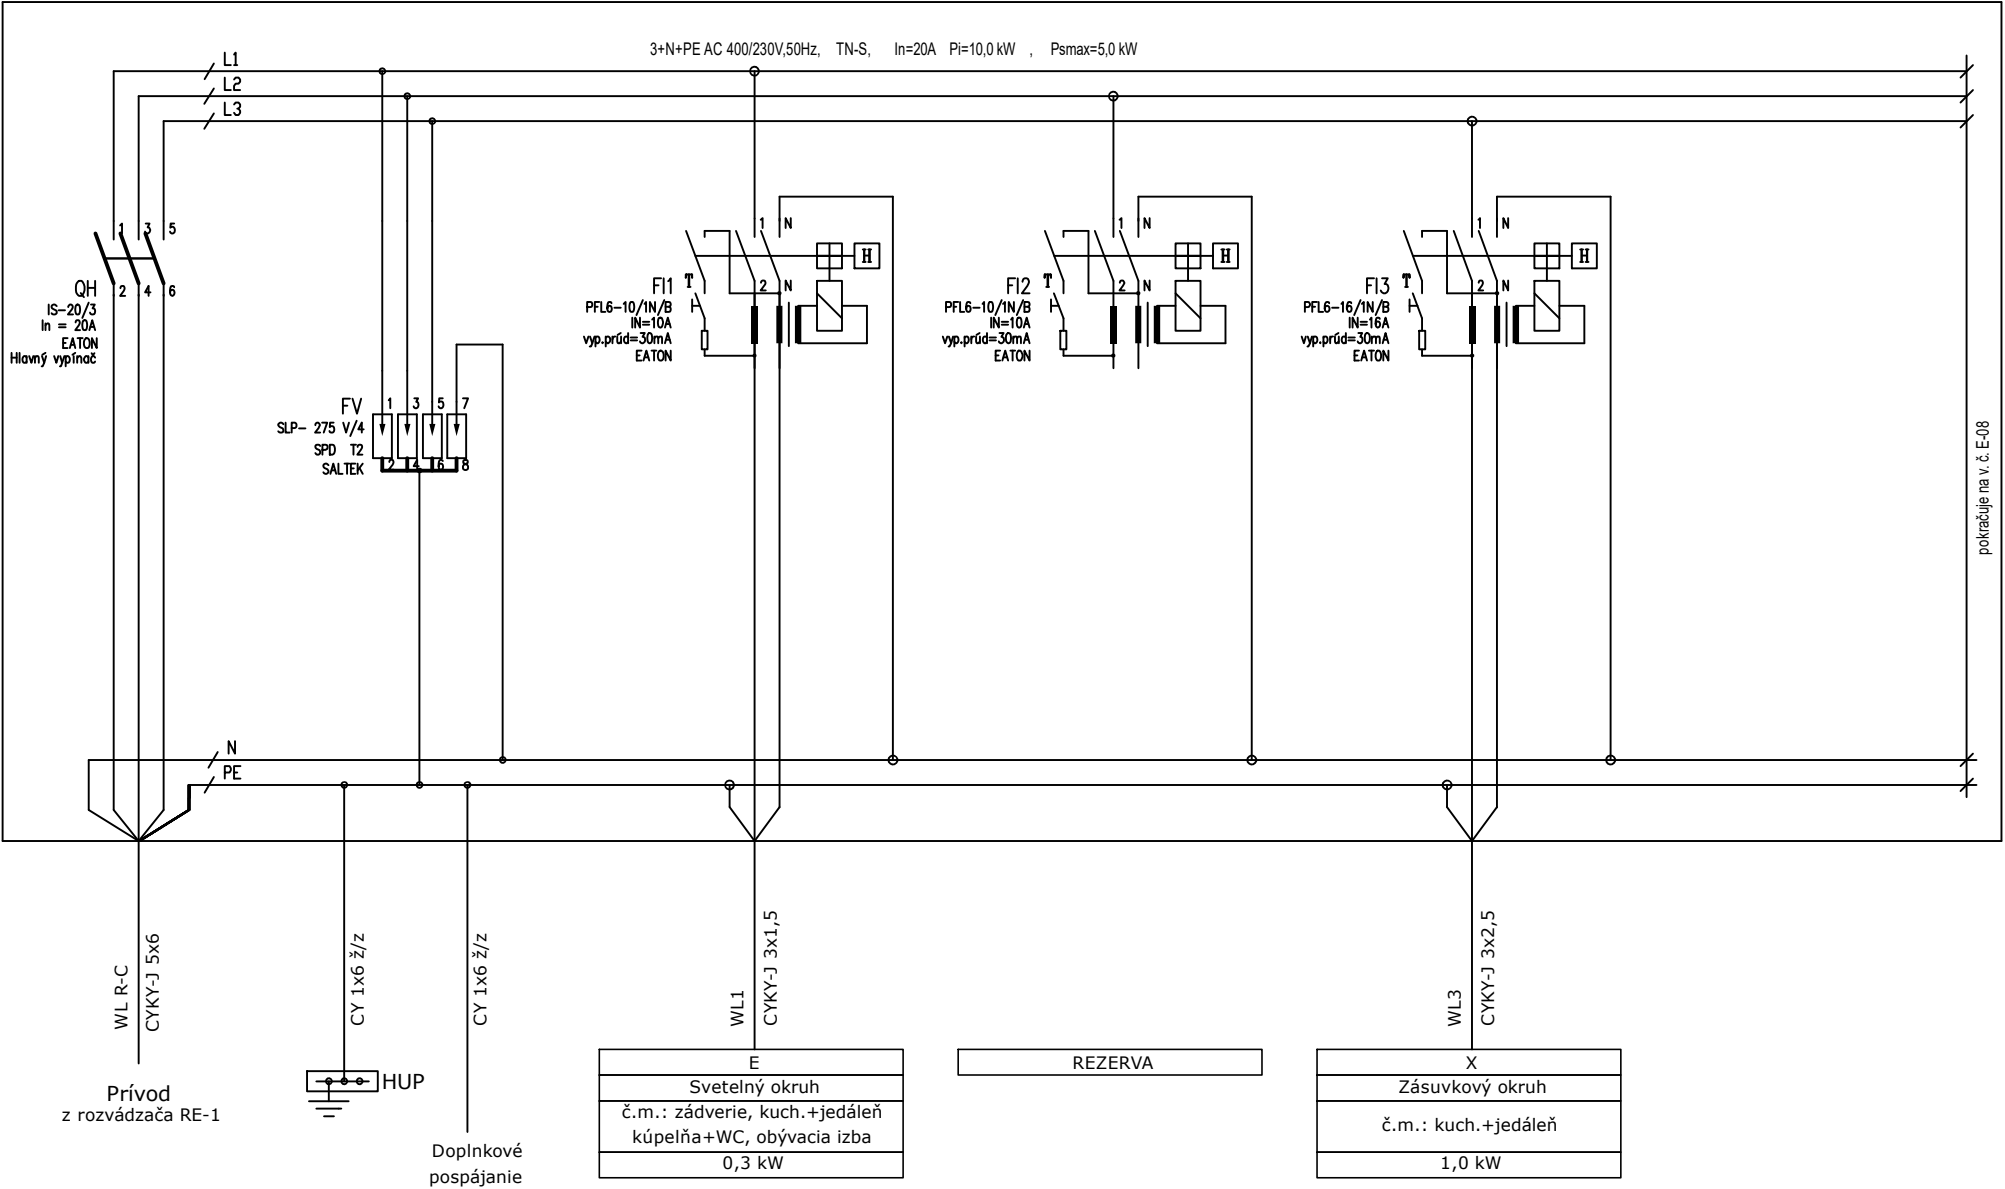 3+N+PE AC 400/230V,50Hz, TN-S, In=20A Pi=10,0 kW , Psmax=5,0 kW
L1
L2
L3
1 3 5
QH
2 4 6
IS-20/3
In = 20A
EATON
Hlavný vypínač
FV
1 3 5 7
SLP- 275 V/4
SPD T2
SALTEK
2 4 6 8
1 N
H
FI1
T
2 N
PFL6-10/1N/B
IN=10A
vyp.prúd=30mA
EATON
1 N
H
FI2
T
2 N
PFL6-10/1N/B
IN=10A
vyp.prúd=30mA
EATON
1 N
H
FI3
T
2 N
PFL6-16/1N/B
IN=16A
vyp.prúd=30mA
EATON
pokračuje na v. č. E-08
N
PE
WL R-C
CYKY-J 5x6
CY 1x6 ž/z
CY 1x6 ž/z
WL1
CYKY-J 3x1,5
WL3
CYKY-J 3x2,5
Prívod
z rozvádzača RE-1
HUP
Doplnkové
pospájanie
E
Svetelný okruh
č.m.: zádverie, kuch.+jedáleň
kúpelňa+WC, obývacia izba
0,3 kW
REZERVA
X
Zásuvkový okruh
č.m.: kuch.+jedáleň
1,0 kW